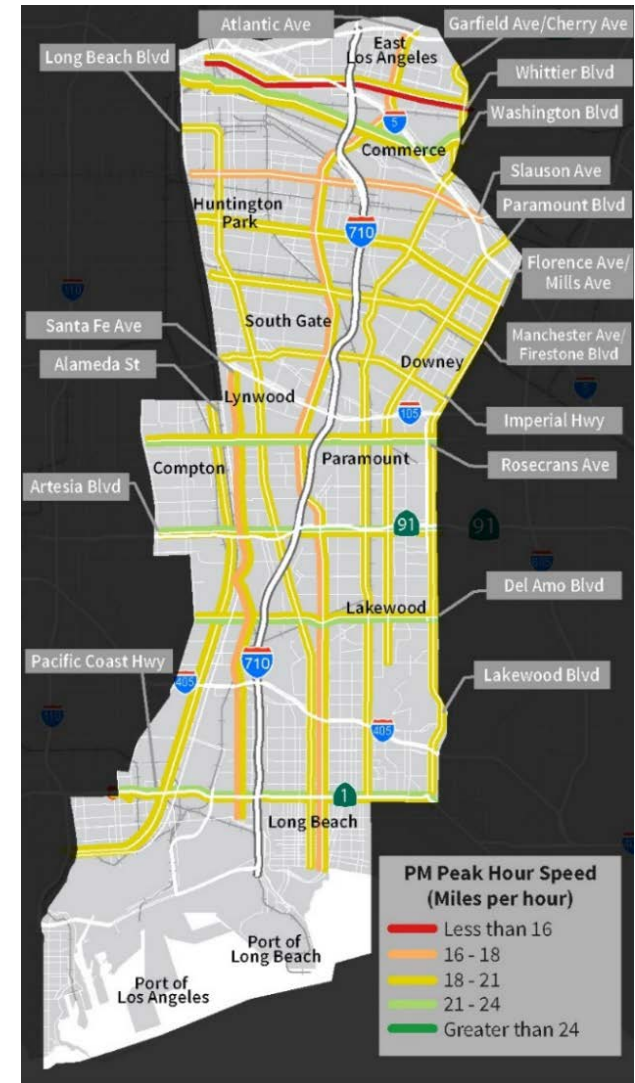 Atlantic Ave
Garfield Ave/Cherry Ave
East
Los Angeles
Long Beach Blvd
Whittier Blvd
Washington Blvd
5
Commerce
Slauson Ave
Paramount Blvd
Huntington
Park
710
Florence Ave/
Mills Ave
Santa Fe Ave
South Gate
Manchester Ave/
Firestone Blvd
Alameda St
Downey
Lynwood
105
Imperial Hwy
Compton
Paramount
Rosecrans Ave
Artesia Blvd
91
91
Del Amo Blvd
Lakewood
Pacific Coast Hwy
710
405
Lakewood Blvd
405
1
Long Beach
PM Peak Hour Speed
(Miles per hour)
Less than 16
16 - 18
18 - 21
21 - 24
Greater than 24
Port of
Long Beach
Port of
Los Angeles